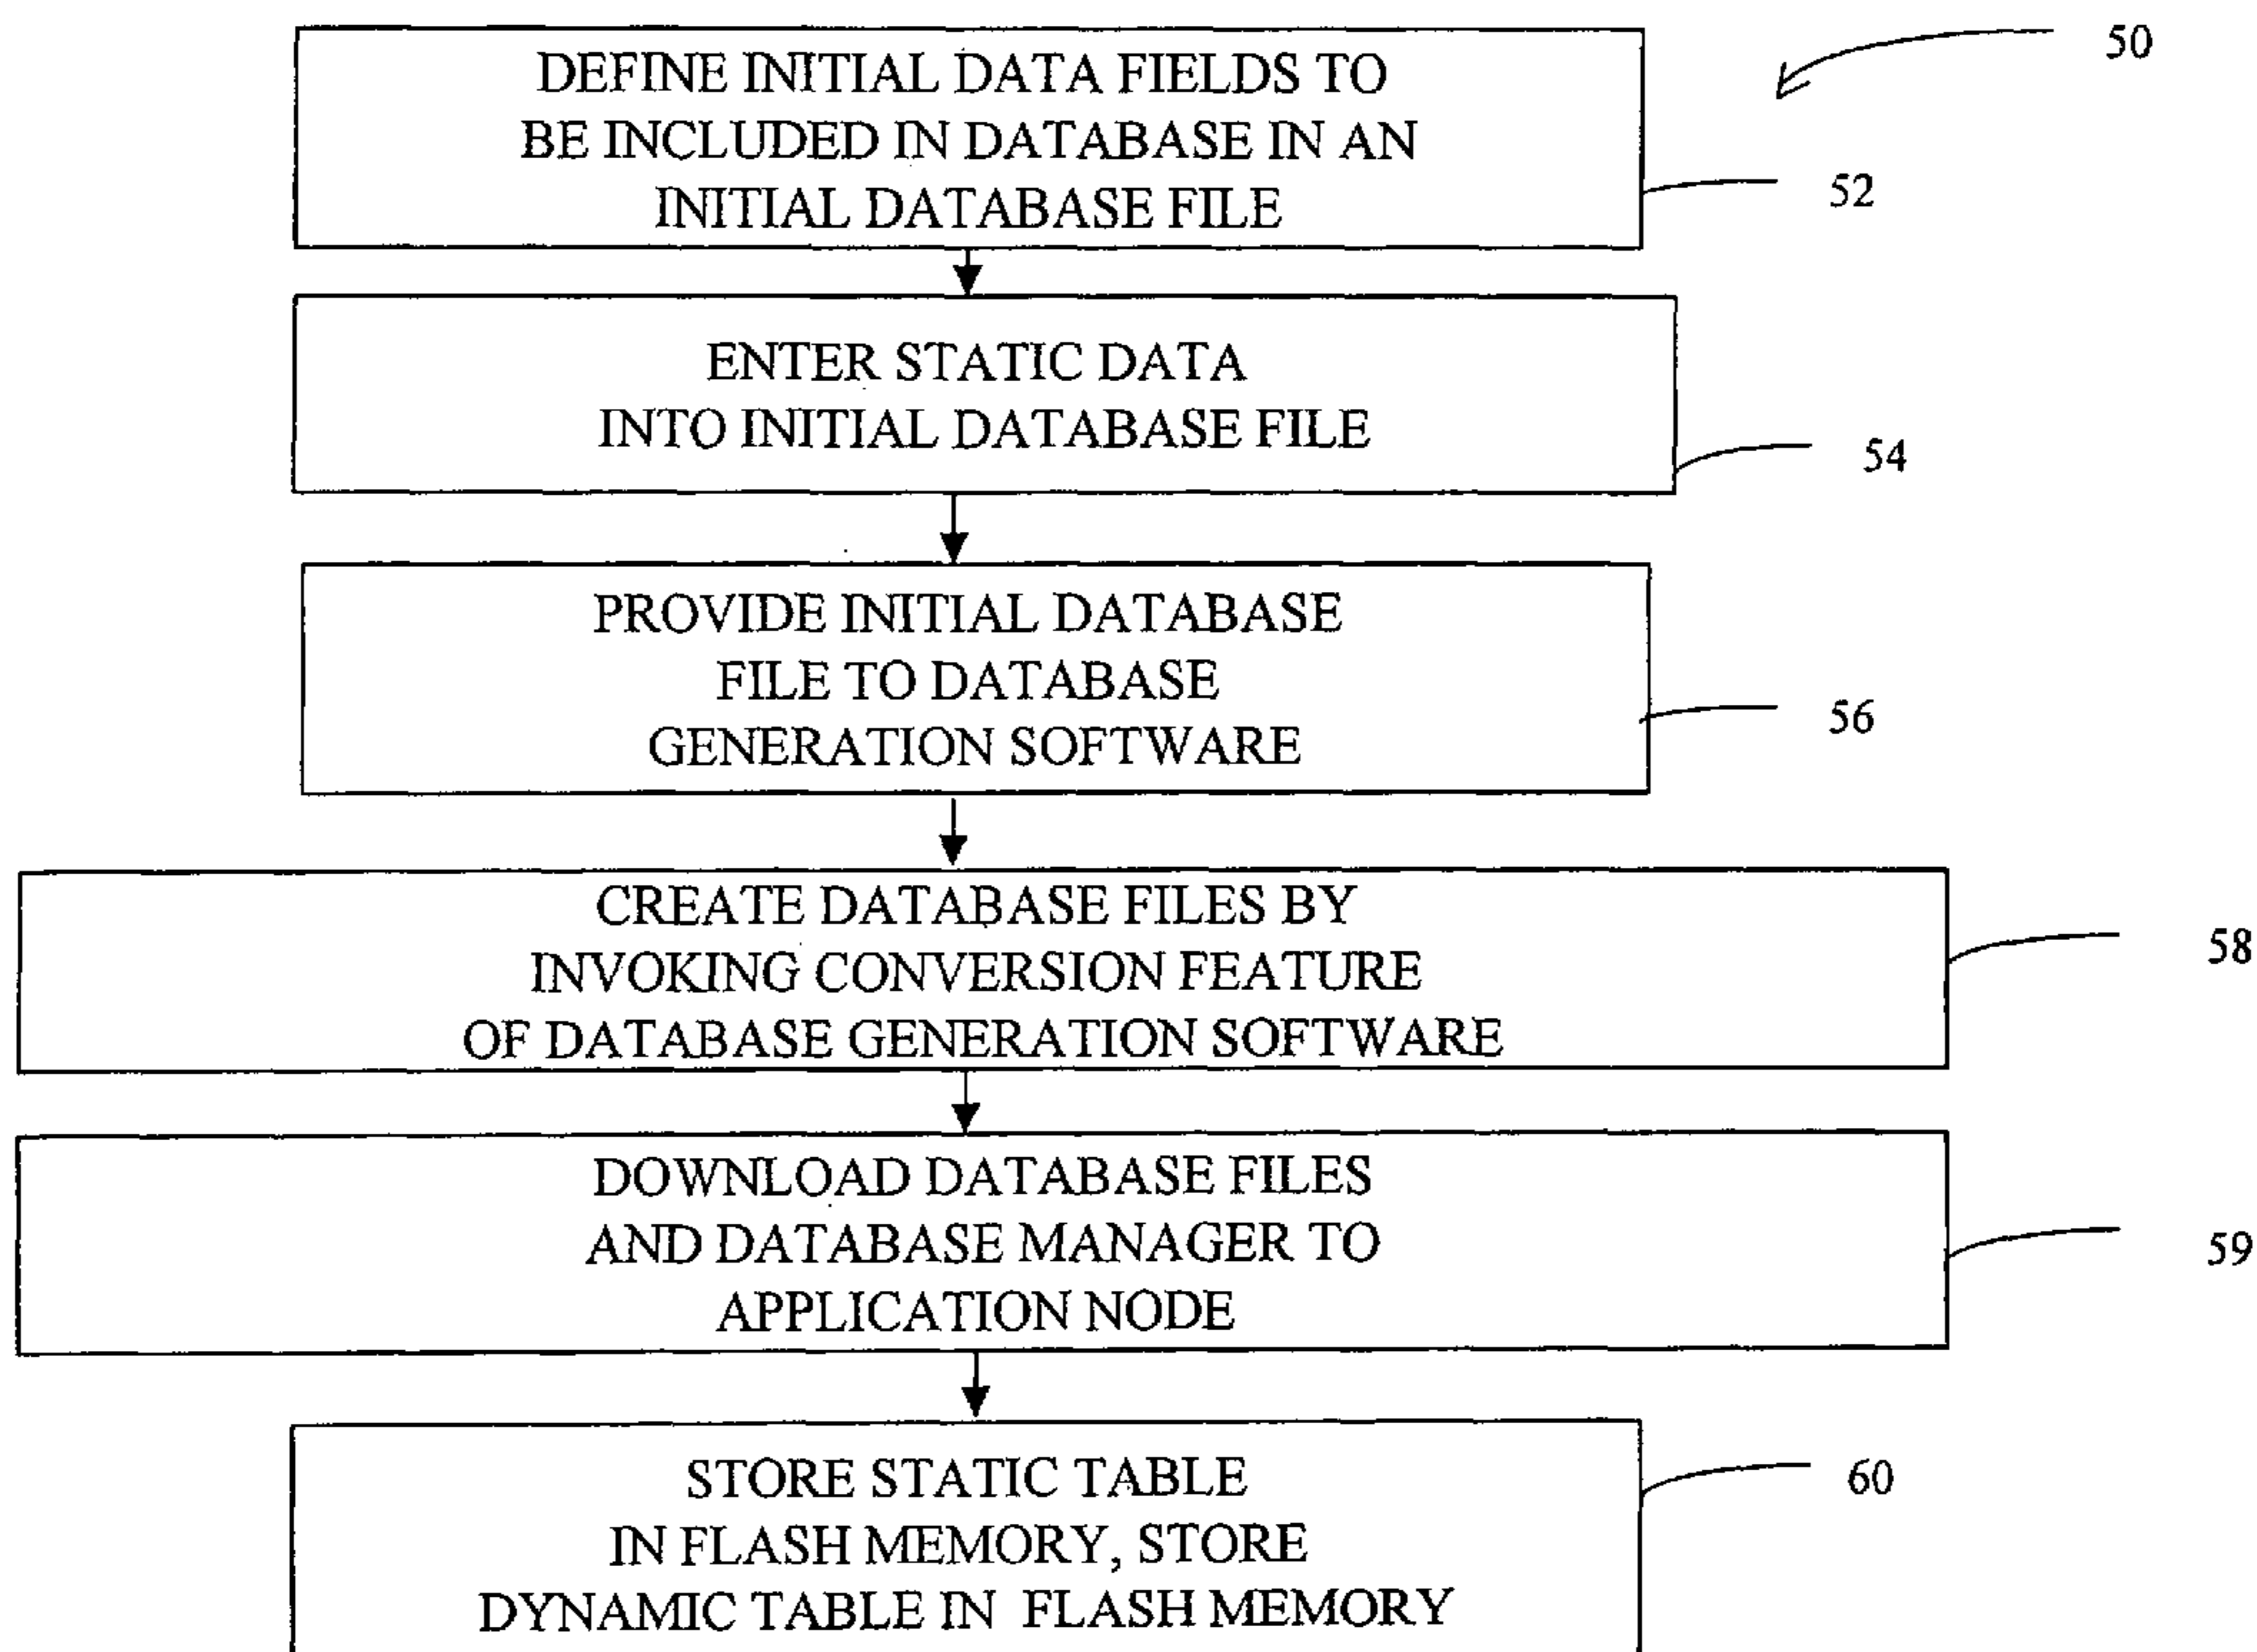 50
DEFINE INITIAL DATA FIELDS TO
BE INCLUDED IN DATABASE IN AN
INITIAL DATABASE FILE
52
ENTER STATIC DATA
INTO INITIAL DATABASE FILE
54
PROVIDE INITIAL DATABASE
FILE TO DATABASE
GENERATION SOFTWARE
56
CREATE DATABASE FILES BY
INVOKING CONVERSION FEATURE
OF DATABASE GENERATION SOFTWARE
58
DOWNLOAD DATABASE FILES
AND DATABASE MANAGER TO
APPLICATION NODE
59
STORE STATIC TABLE
IN FLASH MEMORY, STORE
DYNAMIC TABLE IN FLASH MEMORY
60